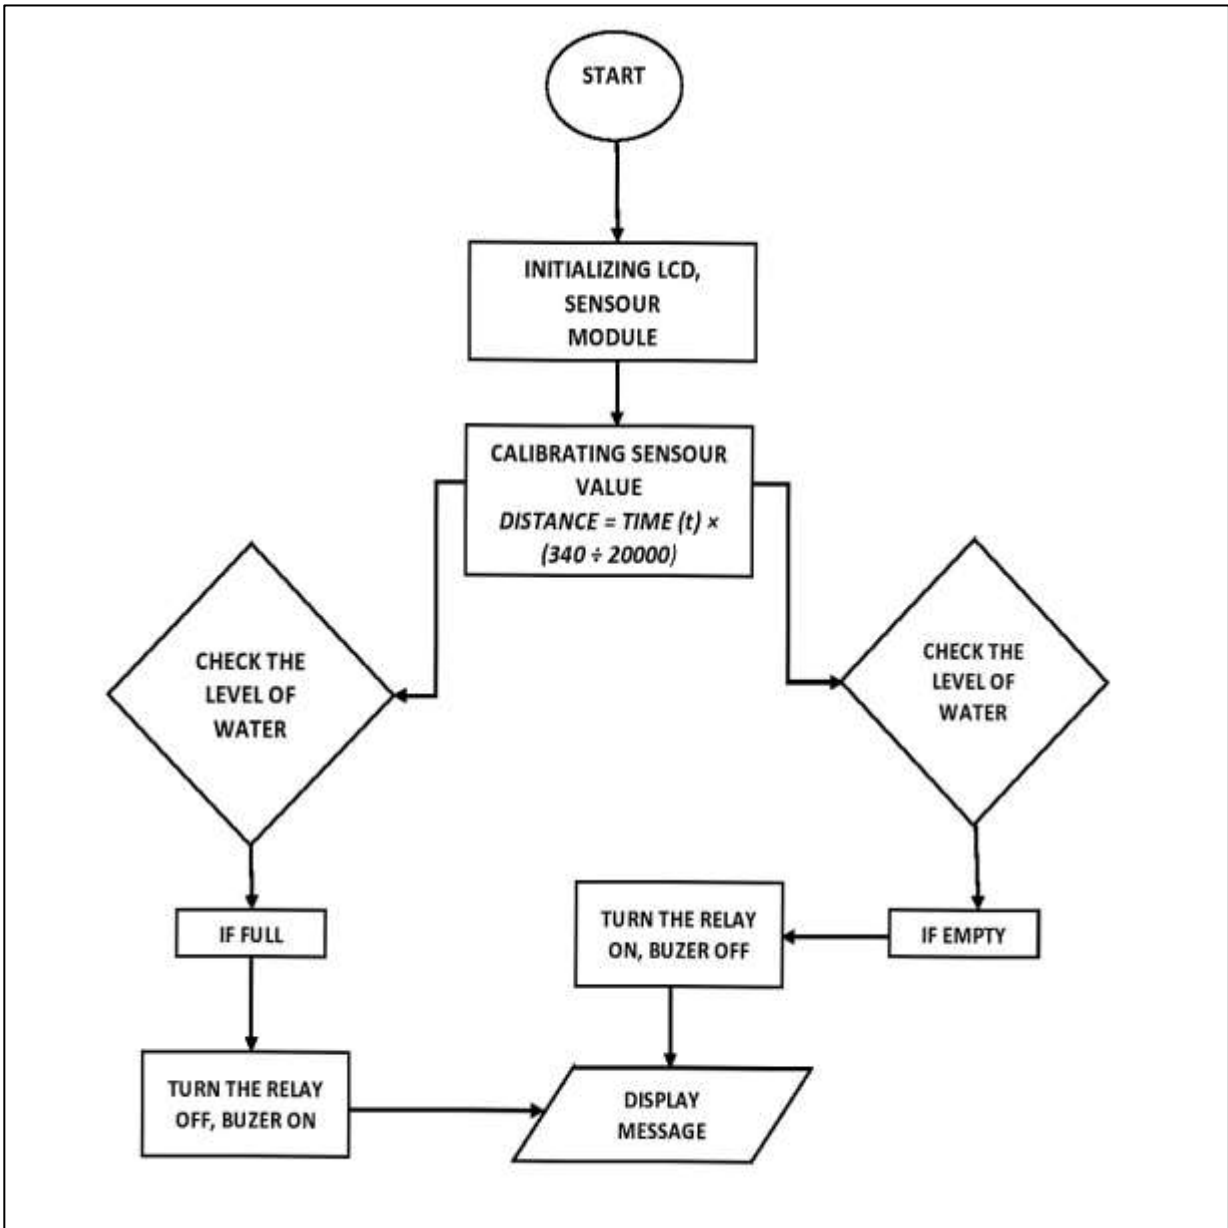 START
INITIALIZING LCD,
SENSOUR
MODULE
CALIBRATING SENSOUR
VALUE
DISTANCE = TIME (t) ×
(340 ÷ 20000)
CHECK THE
LEVEL OF
WATER
CHECK THE
LEVEL OF
WATER
IF FULL
TURN THE RELAY
ON, BUZER OFF
IF EMPTY
TURN THE RELAY
OFF, BUZER ON
DISPLAY
MESSAGE